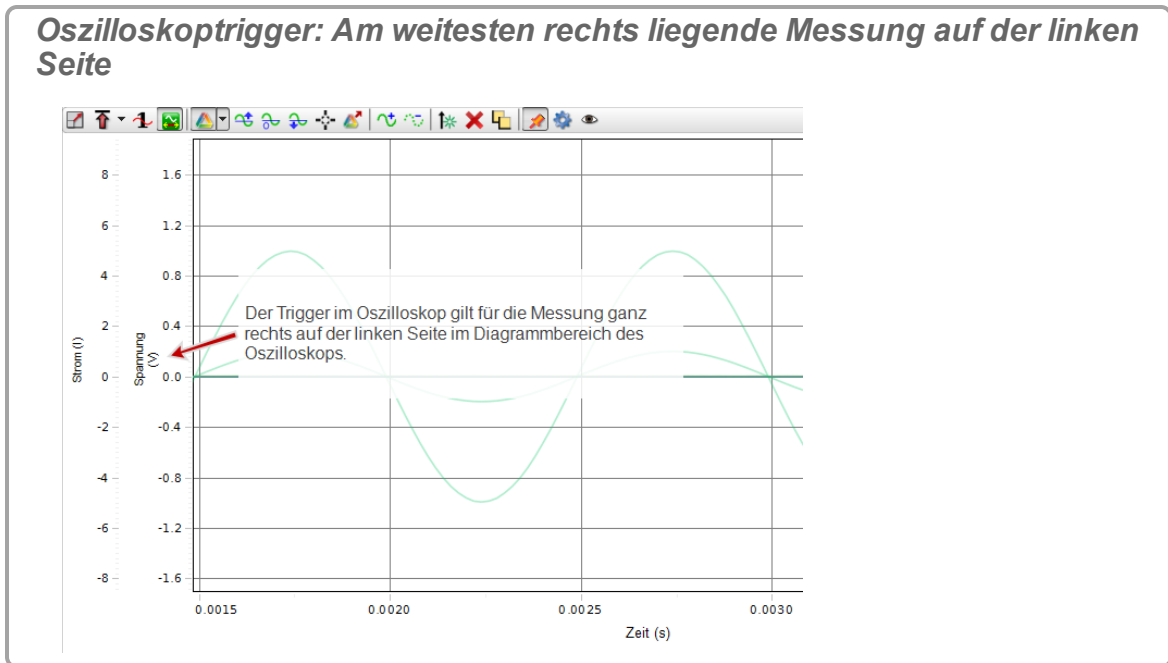 Oszilloskoptrigger: Am weitesten rechts liegende Messung auf der linken
Seite
8
6
4
2
0
-2
-4
-6
-8
Strom (I)
1.6
1.2
0.8
0.4
0.0
-0.4
-0.8
-1.2
-1.6
Spannung
(V)
Der Trigger im Oszilloskop gilt für die Messung ganz
rechts auf der linken Seite im Diagrammbereich des
Oszilloskops.
0.0015 0.0020 0.0025 0.0030
Zeit (s)